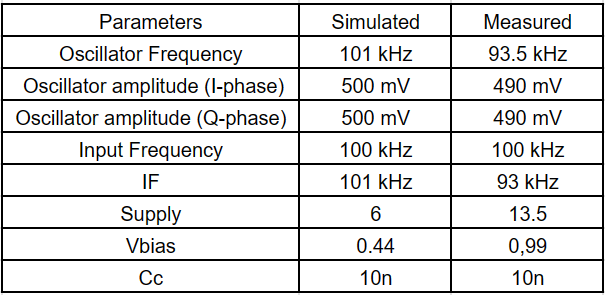 Parameters Simulated Measured
Oscillator Frequency 101 kHz 93.5 kHz
Oscillator amplitude (I-phase) 500 mV 490 mV
Oscillator amplitude (Q-phase) 500 mV 490 mV
Input Frequency 100 kHz 100 kHz
IF 101 kHz 93 kHz
Supply 6 13.5
Vbias 0.44 0,99
Cc 10n 10n